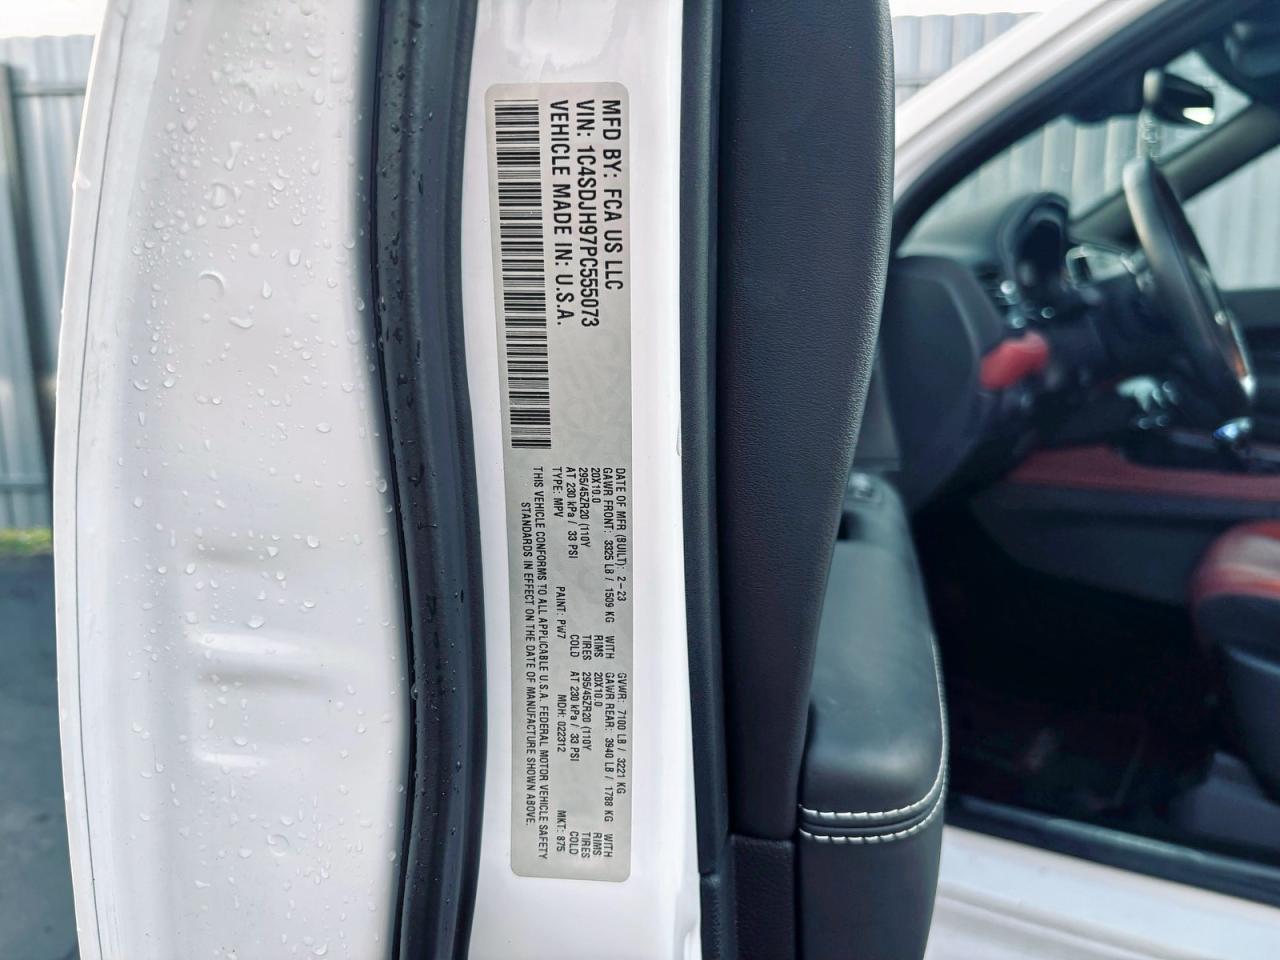 MFD BY: FCA US LLC
VIN: 1C4SDJH97PC555073
VEHICLE MADE IN: U.S.A.
DATE OF MFR (BUILT): 2-23 GVWR: 7100 LB / 3221 KG
GAWR FRONT: 3325 LB / 1509 KG WITH GAWR REAR: 3940 LB / 1788 KG WITH
20X10.0 RIMS 20X10.0 RIMS
295/45ZR20 (110Y TIRES 295/45ZR20 (110Y TIRES
AT 230 kPa / 33 PSI COLD AT 230 kPa / 33 PSI COLD
TYPE: MPV PAINT: PW7 MDH: 022312 MKT: 875
THIS VEHICLE CONFORMS TO ALL APPLICABLE U.S.A. FEDERAL MOTOR VEHICLE SAFETY
STANDARDS IN EFFECT ON THE DATE OF MANUFACTURE SHOWN ABOVE.